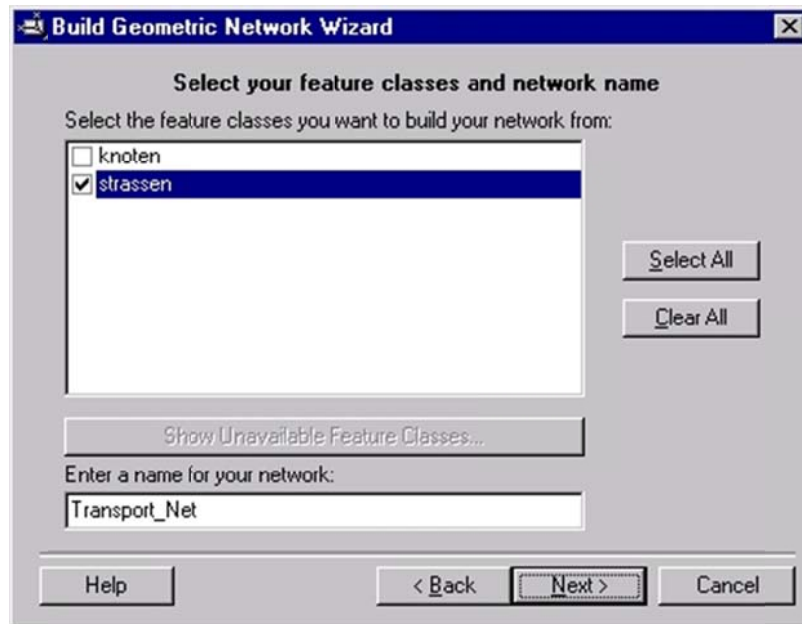 Build Geometric Network Wizard
Select your feature classes and network name
Select the feature classes you want to build your network from:
knoten
strassen
Select All
Clear All
Show Unavailable Feature Classes...
Enter a name for your network:
Transport_Net
Help
< Back
Next >
Cancel